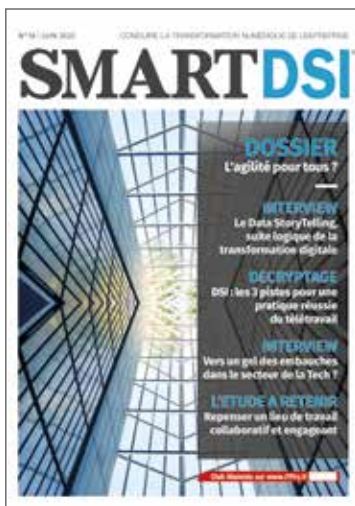 CONDUIRE LA TRANSFORMATION NUMÉRIQUE DE L'ENTREPRISE
SMART DSI
DOSSIER
L'agilité pour tous ?
INTERVIEW
Le Data StoryTelling,
suite logique de la
transformation digitale
DÉCRYPTAGE
DSI : les 3 pistes pour une
pratique réussie
du télétravail
INTERVIEW
Vers un gel des embauches
dans le secteur de la Tech ?
L'ÉTUDE À RETENIR
Repenser un lieu de travail
collaboratif et engageant